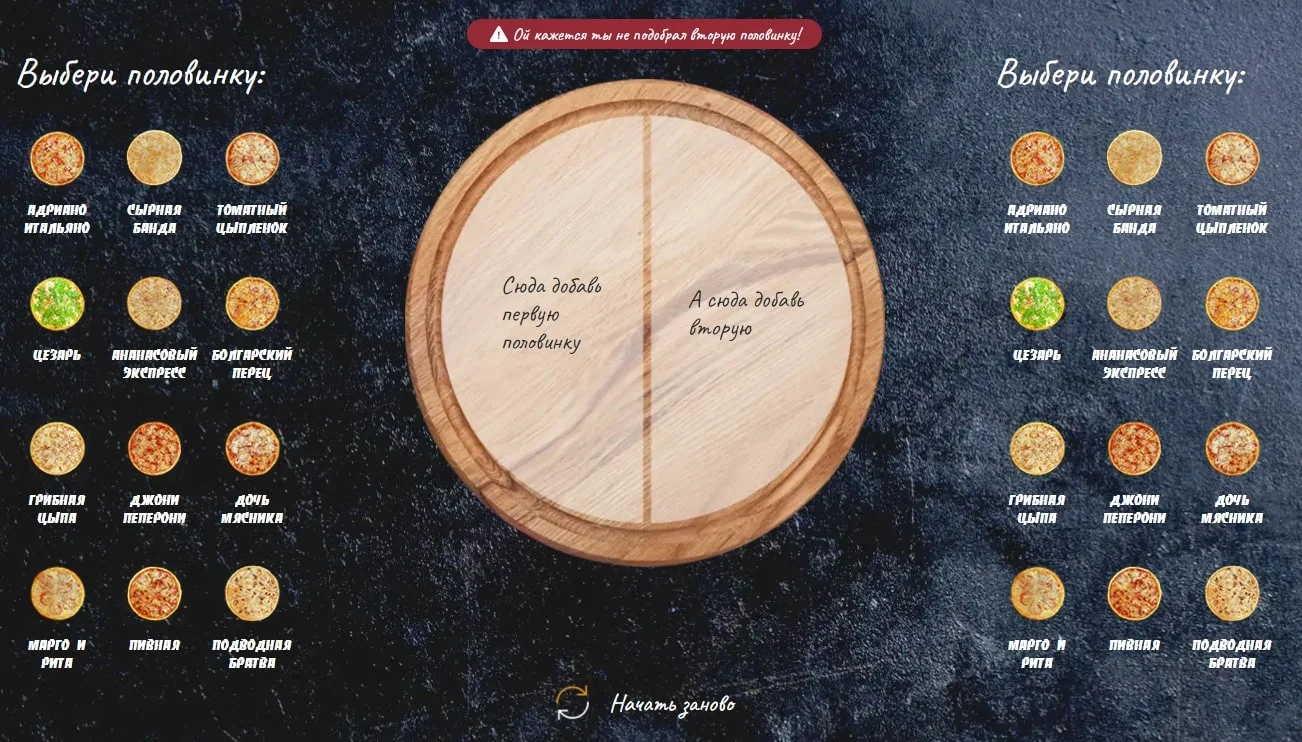 Ой кажется ты не подобрал вторую половинку!
Выбери половинку:
АДРИАНО
ИТАЛЬЯНО
СЫРНАЯ
БАНДА
ТОМАТНЫЙ
ЦЫПЛЕНОК
ЦЕЗАРЬ
АНАНАСОВЫЙ
ЭКСПРЕСС
БОЛГАРСКИЙ
ПЕРЕЦ
ГРИБНАЯ
ЦЫПА
ДЖОНИ
ПЕПЕРОНИ
ДОЧЬ
МЯСНИКА
МАРГО И
РИТА
ПИВНАЯ
ПОДВОДНАЯ
БРАТВА
Сюда добавь
первую
половинку
А сюда добавь
вторую
Начать заново
Выбери половинку:
АДРИАНО
ИТАЛЬЯНО
СЫРНАЯ
БАНДА
ТОМАТНЫЙ
ЦЫПЛЕНОК
ЦЕЗАРЬ
АНАНАСОВЫЙ
ЭКСПРЕСС
БОЛГАРСКИЙ
ПЕРЕЦ
ГРИБНАЯ
ЦЫПА
ДЖОНИ
ПЕПЕРОНИ
ДОЧЬ
МЯСНИКА
МАРГО И
РИТА
ПИВНАЯ
ПОДВОДНАЯ
БРАТВА